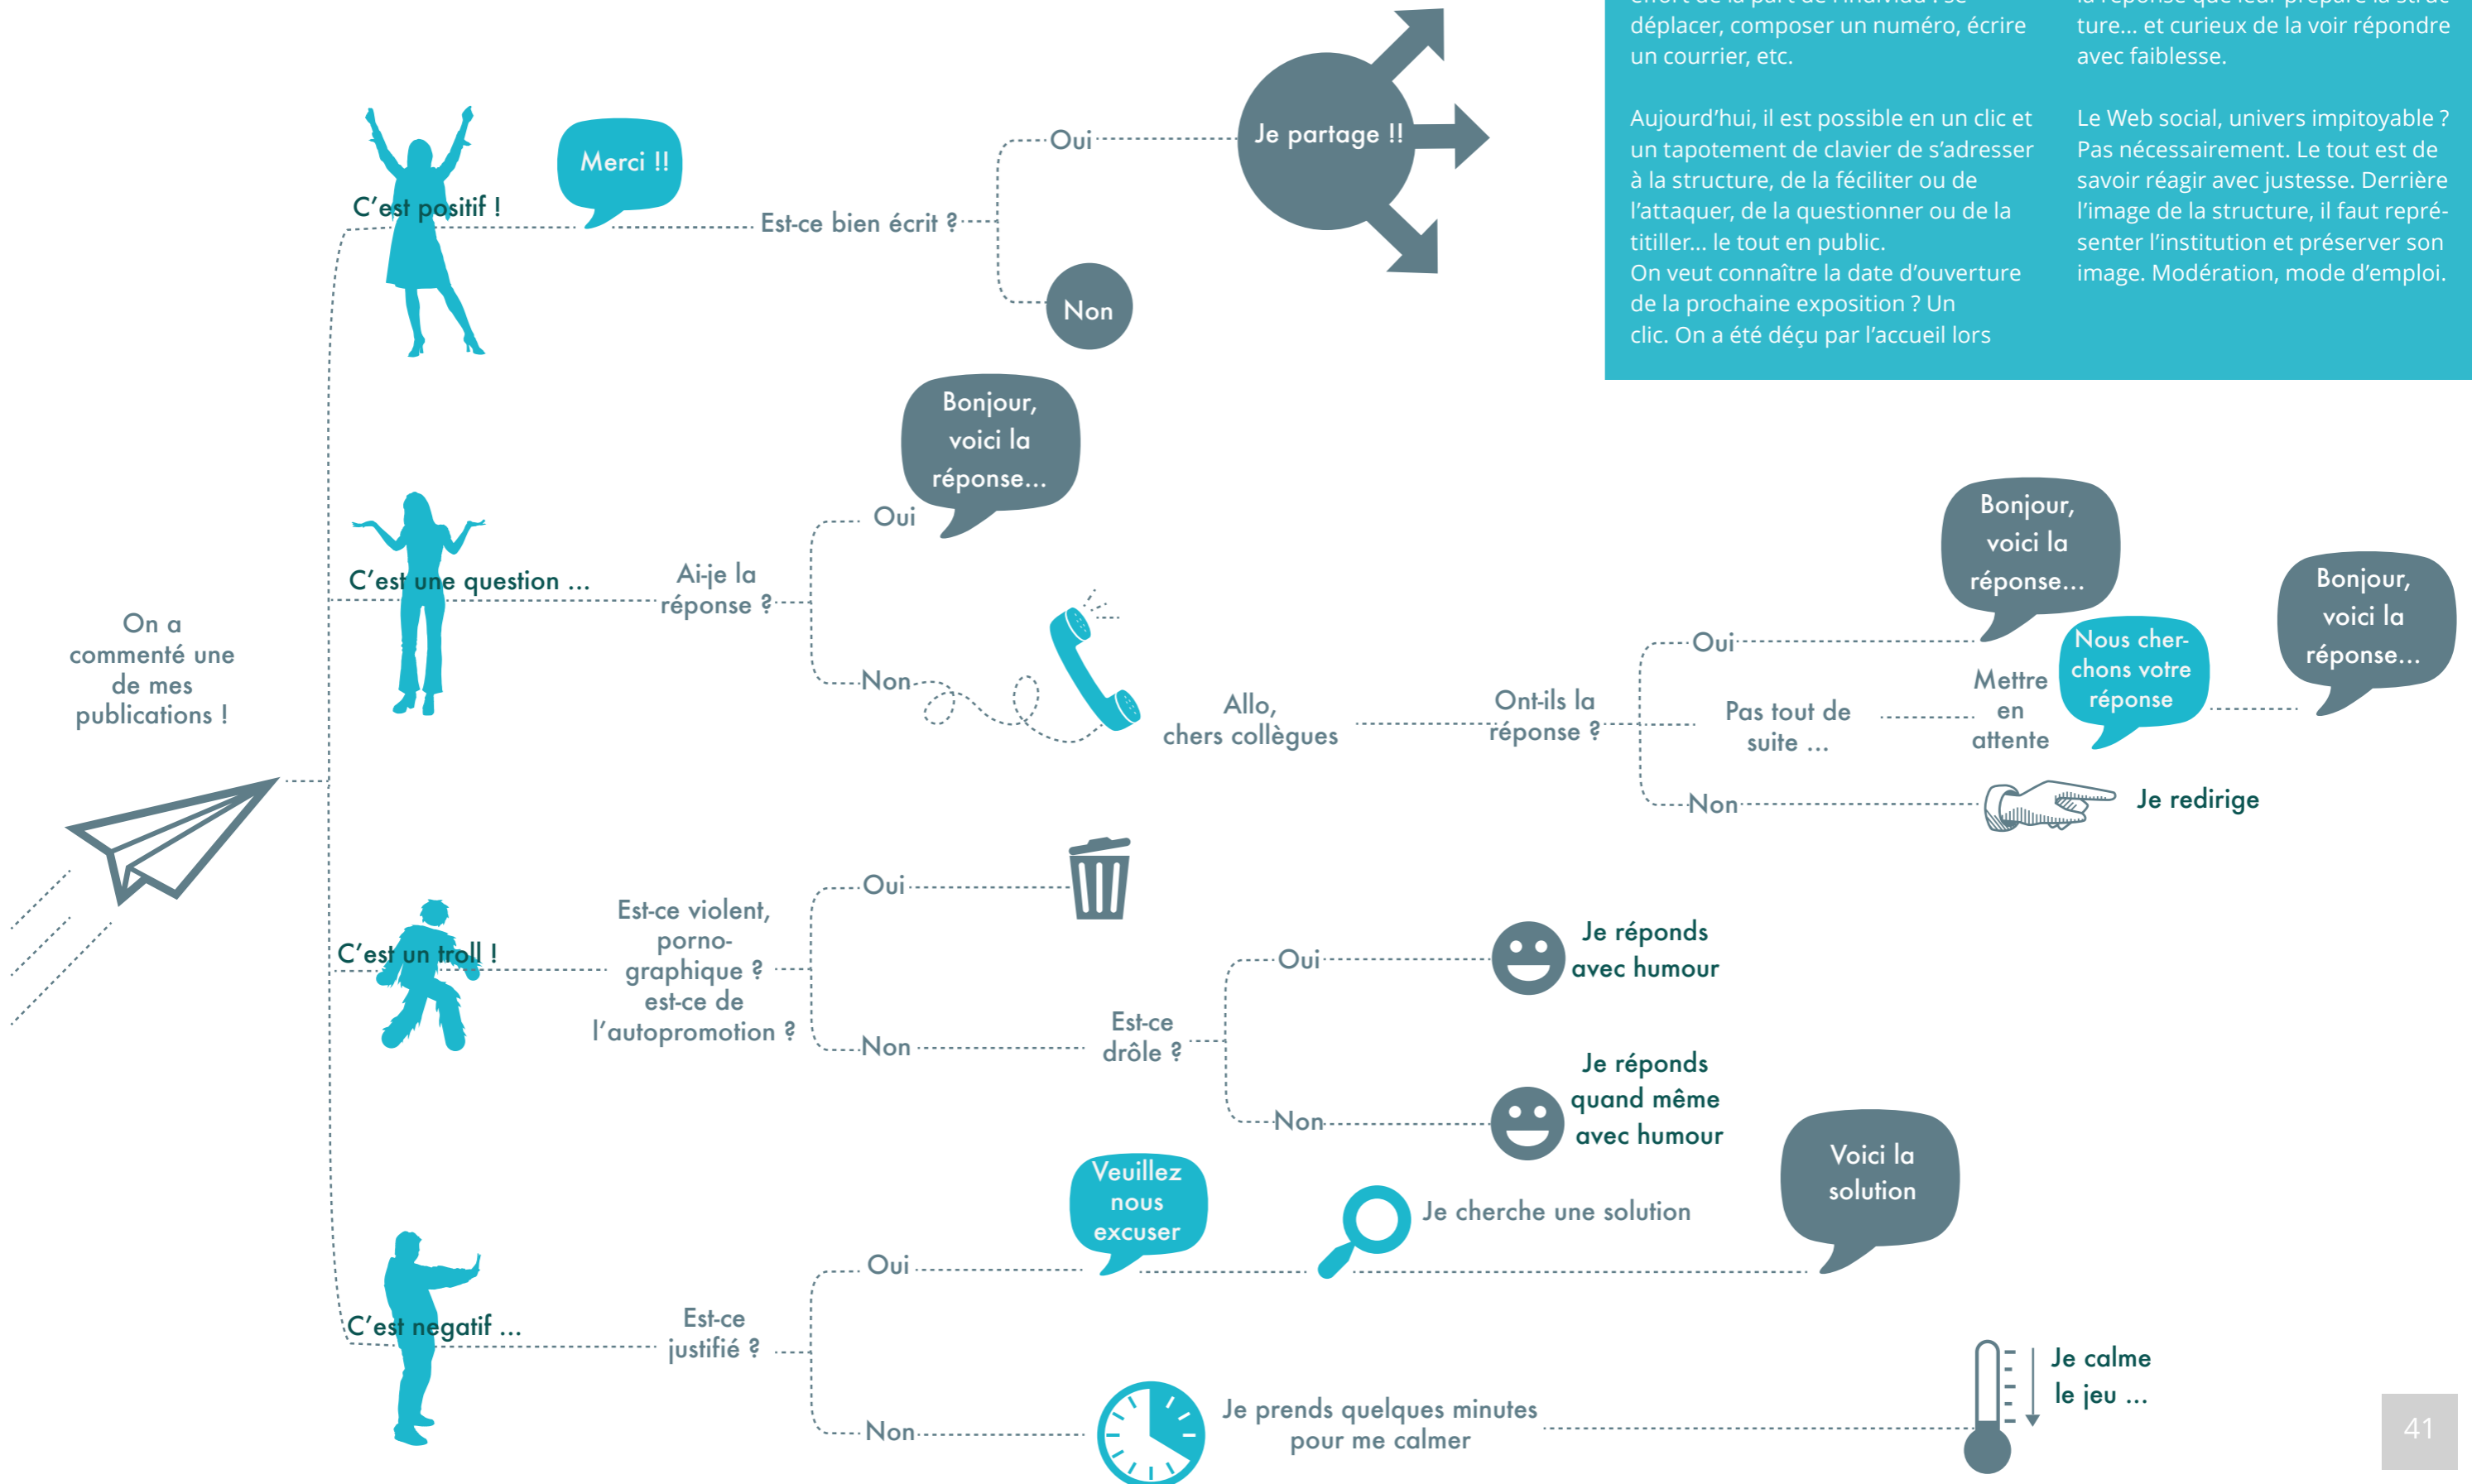 effort de la part de l'individu : se
déplacer, composer un numéro, écrire
un courrier, etc.
Aujourd'hui, il est possible en un clic et
un tapotement de clavier de s'adresser
à la structure, de la féciliter ou de
l'attaquer, de la questionner ou de la
titiller... le tout en public.
On veut connaître la date d'ouverture
de la prochaine exposition ? Un
clic. On a été déçu par l'accueil lors
la réponse que leur prépare la struc-
ture... et curieux de la voir répondre
avec faiblesse.
Le Web social, univers impitoyable ?
Pas nécessairement. Le tout est de
savoir réagir avec justesse. Derrière
l'image de la structure, il faut repré-
senter l'institution et préserver son
image. Modération, mode d'emploi.
On a
commenté une
de mes
publications !
C'est positif !
Merci !!
Est-ce bien écrit ?
Oui
Je partage !!
Non
C'est une question ...
Ai-je la
réponse ?
Oui
Bonjour,
voici la
réponse...
Non
Allo,
chers collègues
Ont-ils la
réponse ?
Oui
Bonjour,
voici la
réponse...
Pas tout de
suite ...
Mettre
en
attente
Nous cher-
chons votre
réponse
Bonjour,
voici la
réponse...
Non
Je redirige
C'est un troll !
Est-ce violent,
porno-
graphique ?
est-ce de
l'autopromotion ?
Oui
Non
Est-ce
drôle ?
Oui
Je réponds
avec humour
Non
Je réponds
quand même
avec humour
C'est negatif ...
Est-ce
justifié ?
Oui
Veuillez
nous
excuser
Je cherche une solution
Voici la
solution
Non
Je prends quelques minutes
pour me calmer
Je calme
le jeu ...
41